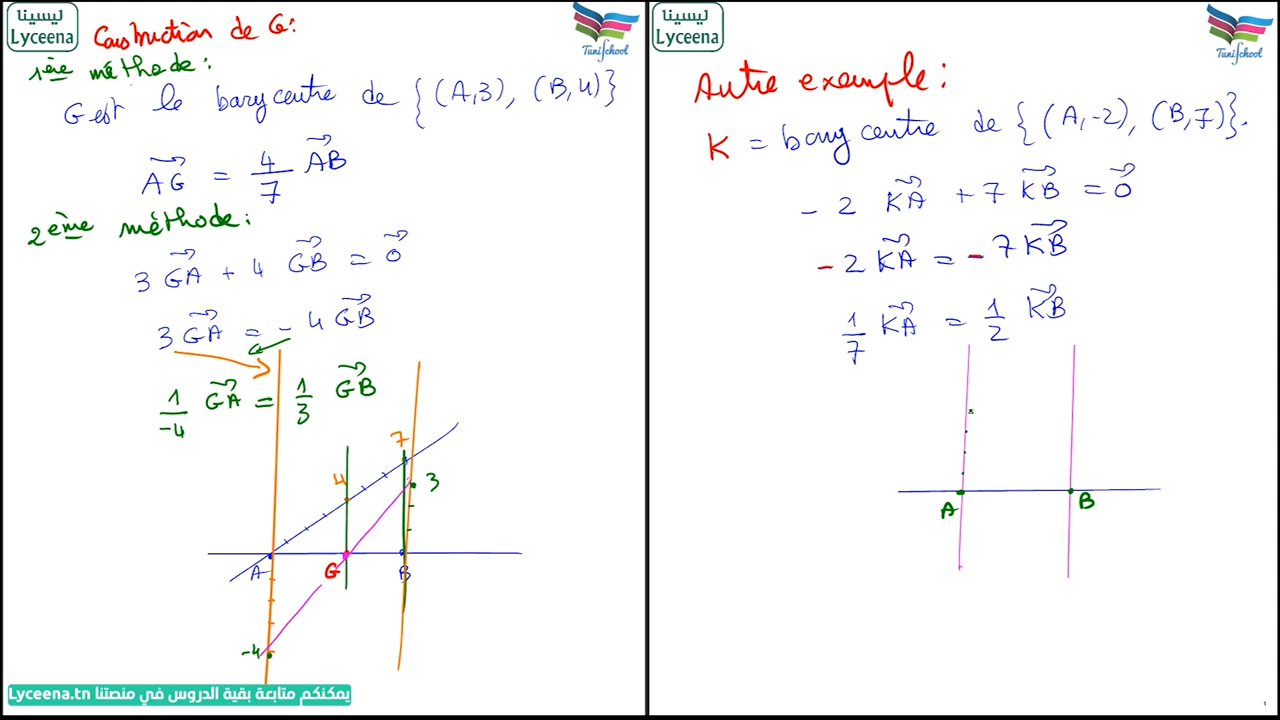 ليسينا
Lyceena
TuniSchool
Construction de G:
1ère méthode:
G est le barycentre de {(A,3), (B,4)}
AG = 4/7 AB
2ème méthode:
3 GA + 4 GB = 0
3 GA = - 4 GB
1/-4 GA = 1/3 GB
7
4
3
A
G
B
-4
Lyceena.tn يمكنكم متابعة بقية الدروس في منصتنا
ليسينا
Lyceena
TuniSchool
Autre exemple:
K = barycentre de {(A,-2), (B,7)}.
- 2 KA + 7 KB = 0
- 2 KA = - 7 KB
1/7 KA = 1/2 KB
A
B
1